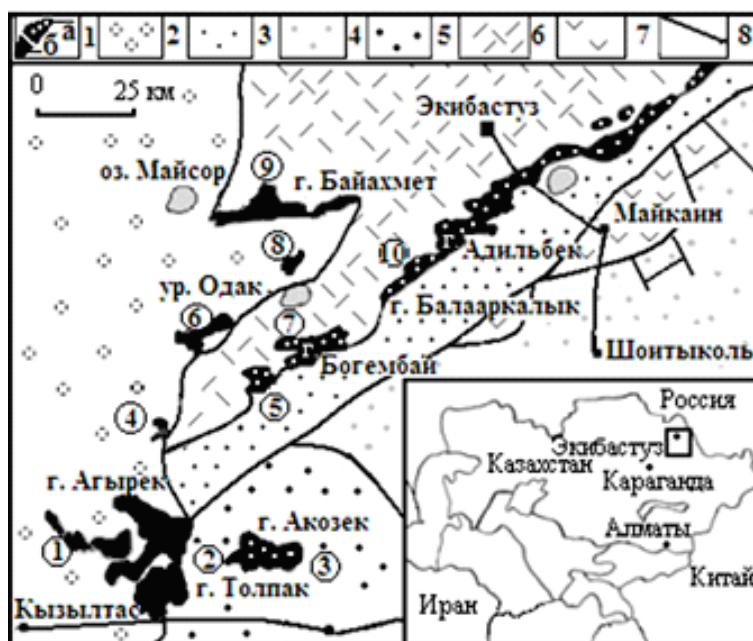 а
б 1 2 3 4 5 6 7 8
0 25 км
Экибастуз
9
оз. Майсор
г. Байахмет
Майкаин
8
10
Адильбек
ур. Одак
6
7
г. Балааркалык
Богембай
Шоитыколь
5
4
г. Агырек
г. Акозек
1
2
3
г. Толпак
Кызылтас
Россия
Экибастуз
Казахстан
Караганда
Алматы
Китай
Иран